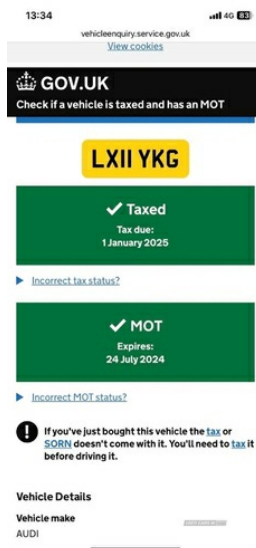 13:34
4G 83
vehicleenquiry.service.gov.uk
View cookies
GOV.UK
Check if a vehicle is taxed and has an MOT
LX11 YKG
Taxed
Tax due:
1 January 2025
Incorrect tax status?
MOT
Expires:
24 July 2024
Incorrect MOT status?
If you've just bought this vehicle the tax or
SORN doesn't come with it. You'll need to tax it
before driving it.
Vehicle Details
Vehicle make
AUDI